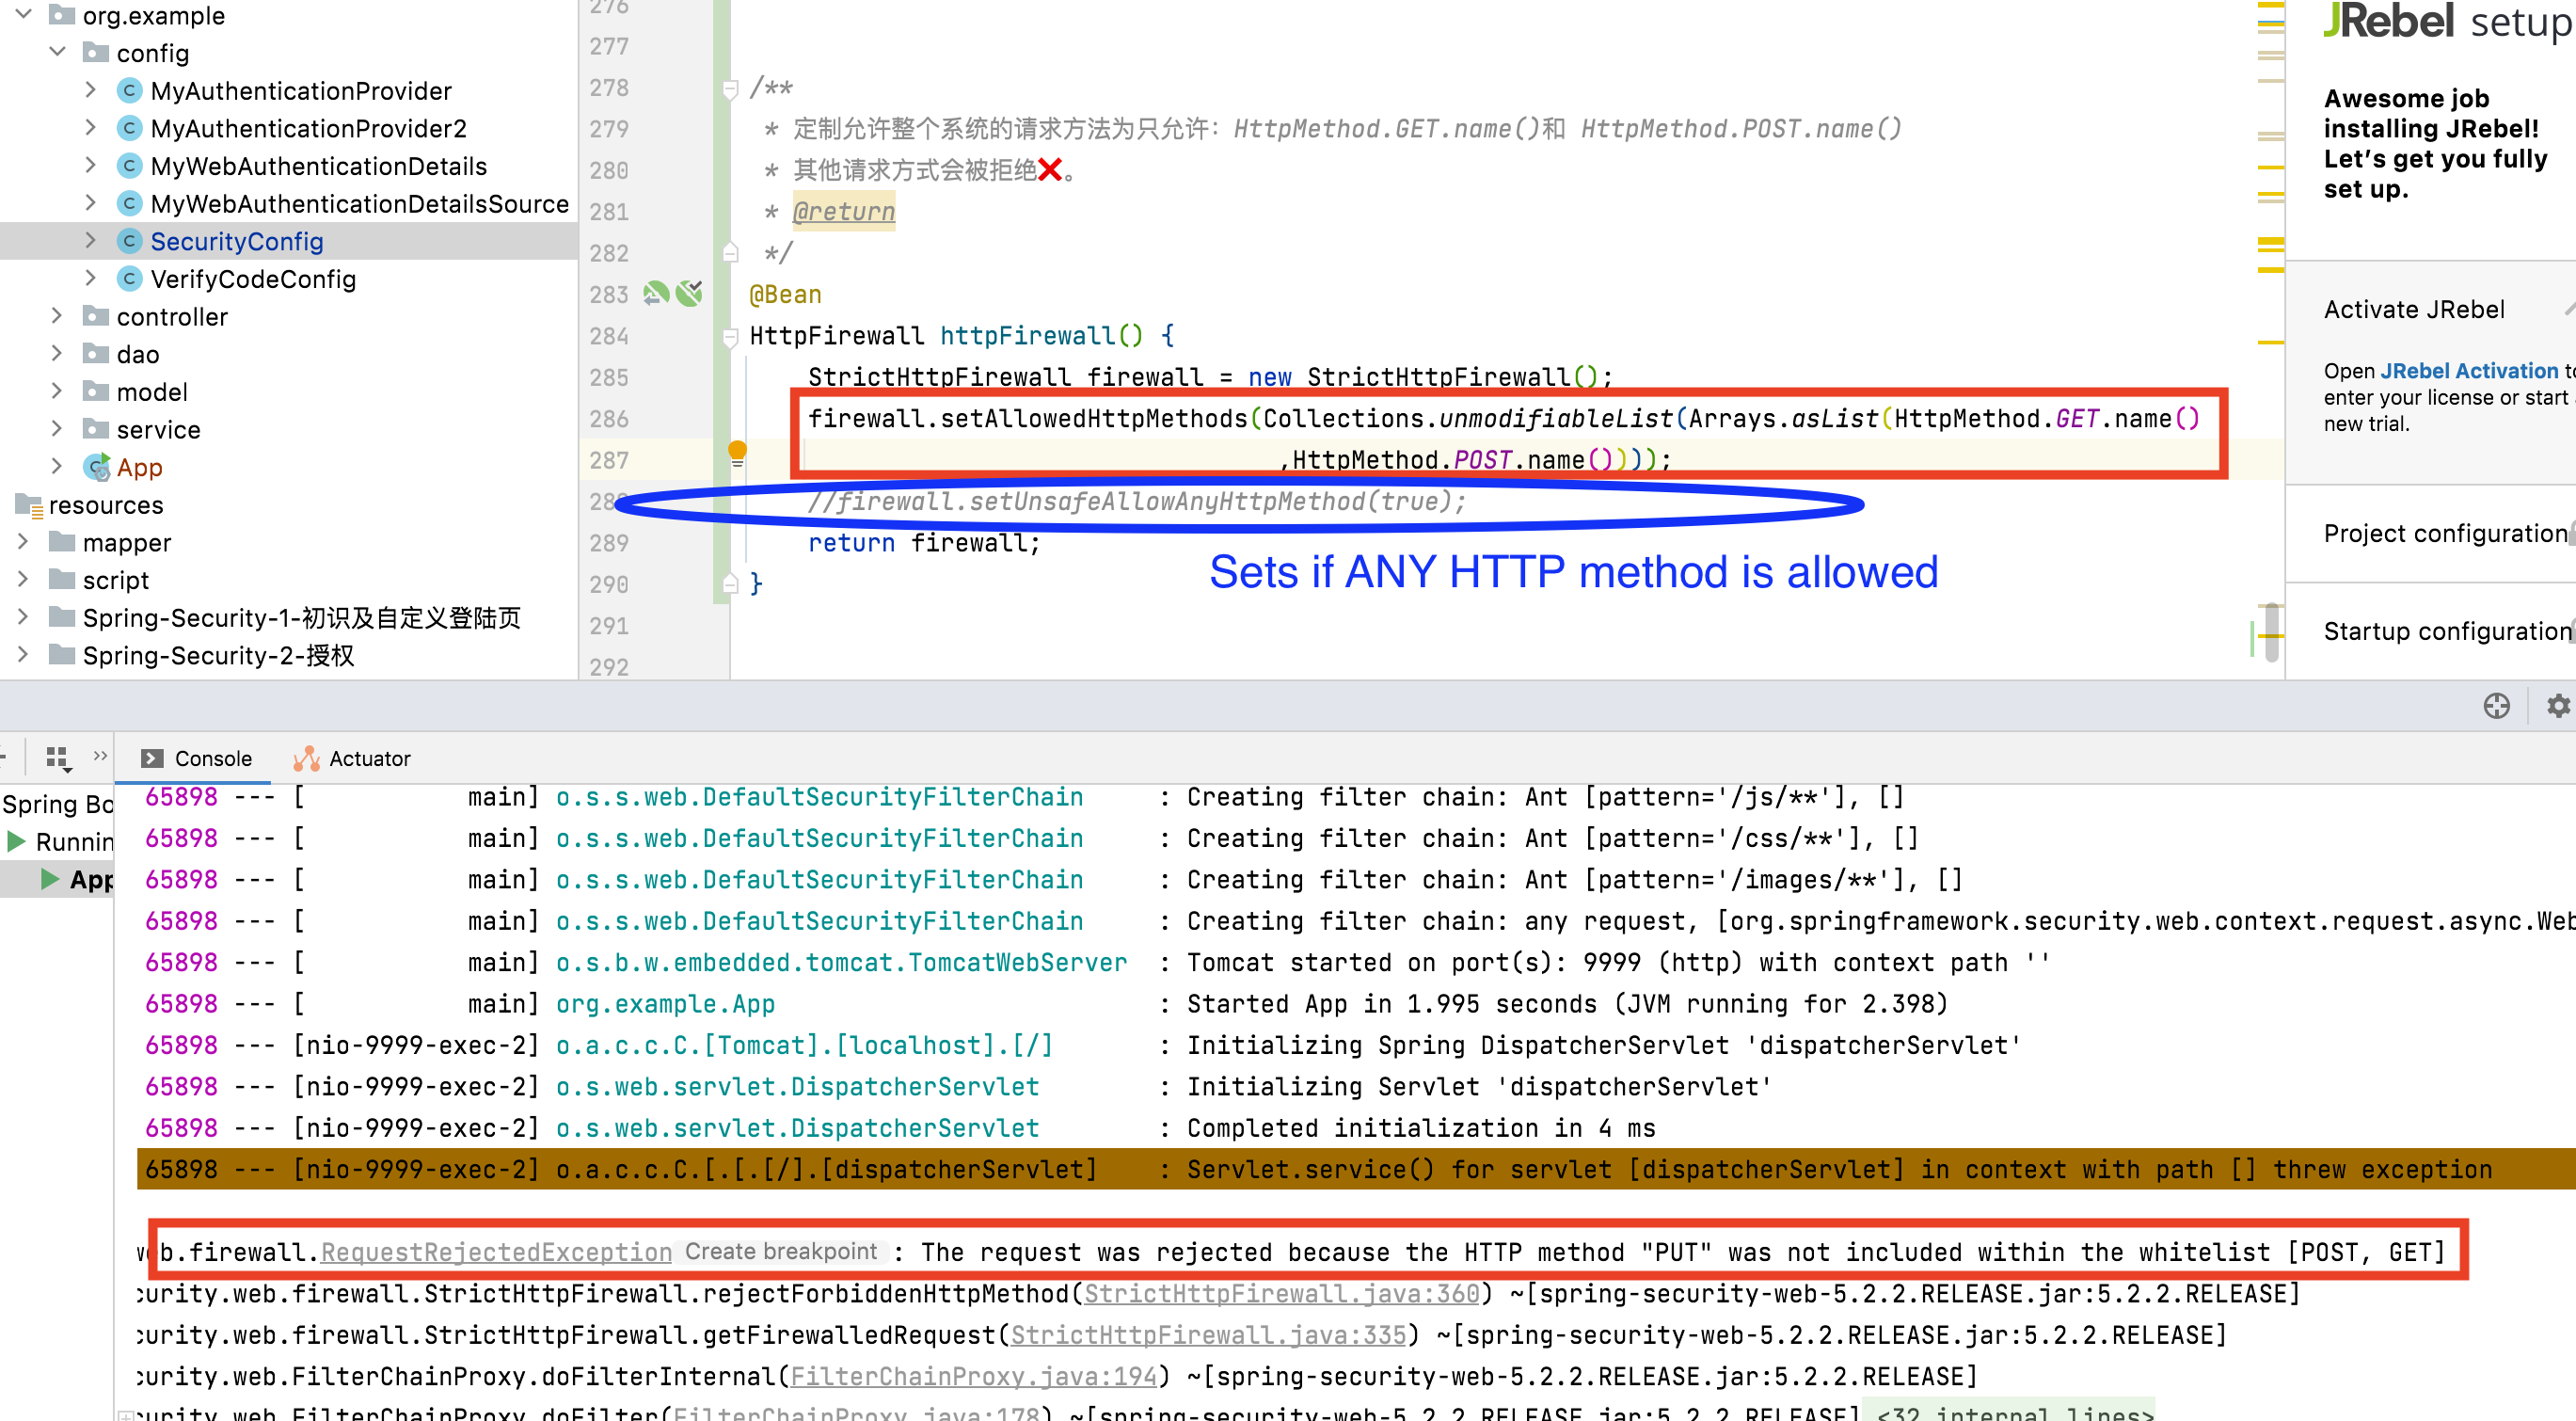 org.example
config
MyAuthenticationProvider
MyAuthenticationProvider2
MyWebAuthenticationDetails
MyWebAuthenticationDetailsSource
SecurityConfig
VerifyCodeConfig
controller
dao
model
service
App
resources
mapper
script
Spring-Security-1-初识及自定义登陆页
Spring-Security-2-授权
276
277
278 /**
279 * 定制允许整个系统的请求方法为只允许: HttpMethod.GET.name()和 HttpMethod.POST.name()
280 * 其他请求方式会被拒绝❌。
281 * @return
282 */
283 @Bean
284 HttpFirewall httpFirewall() {
285 StrictHttpFirewall firewall = new StrictHttpFirewall();
286 firewall.setAllowedHttpMethods(Collections.unmodifiableList(Arrays.asList(HttpMethod.GET.name()
287 ,HttpMethod.POST.name())));
288 //firewall.setUnsafeAllowAnyHttpMethod(true);
289 return firewall;
Sets if ANY HTTP method is allowed
290 }
291
292
JRebel setup
Awesome job
installing JRebel!
Let's get you fully
set up.
Activate JRebel
Open JRebel Activation to
enter your license or start
new trial.
Project configuration
Startup configuration
Console Actuator
Spring Bo
Runnin
App
65898 --- [ main] o.s.s.web.DefaultSecurityFilterChain : Creating filter chain: Ant [pattern='/js/**'], []
65898 --- [ main] o.s.s.web.DefaultSecurityFilterChain : Creating filter chain: Ant [pattern='/css/**'], []
65898 --- [ main] o.s.s.web.DefaultSecurityFilterChain : Creating filter chain: Ant [pattern='/images/**'], []
65898 --- [ main] o.s.s.web.DefaultSecurityFilterChain : Creating filter chain: any request, [org.springframework.security.web.context.request.async.Web
65898 --- [ main] o.s.b.w.embedded.tomcat.TomcatWebServer : Tomcat started on port(s): 9999 (http) with context path ''
65898 --- [ main] org.example.App : Started App in 1.995 seconds (JVM running for 2.398)
65898 --- [nio-9999-exec-2] o.a.c.c.C.[Tomcat].[localhost].[/] : Initializing Spring DispatcherServlet 'dispatcherServlet'
65898 --- [nio-9999-exec-2] o.s.web.servlet.DispatcherServlet : Initializing Servlet 'dispatcherServlet'
65898 --- [nio-9999-exec-2] o.s.web.servlet.DispatcherServlet : Completed initialization in 4 ms
65898 --- [nio-9999-exec-2] o.a.c.c.C.[.[.[/].[dispatcherServlet] : Servlet.service() for servlet [dispatcherServlet] in context with path [] threw exception
web.firewall.RequestRejectedException Create breakpoint : The request was rejected because the HTTP method "PUT" was not included within the whitelist [POST, GET]
curity.web.firewall.StrictHttpFirewall.rejectForbiddenHttpMethod(StrictHttpFirewall.java:360) ~[spring-security-web-5.2.2.RELEASE.jar:5.2.2.RELEASE]
curity.web.firewall.StrictHttpFirewall.getFirewalledRequest(StrictHttpFirewall.java:335) ~[spring-security-web-5.2.2.RELEASE.jar:5.2.2.RELEASE]
curity.web.FilterChainProxy.doFilterInternal(FilterChainProxy.java:194) ~[spring-security-web-5.2.2.RELEASE.jar:5.2.2.RELEASE]
curity.web.FilterChainProxy.doFilter(FilterChainProxy.java:178) ~[spring-security-web-5.2.2.RELEASE.jar:5.2.2.RELEASE] <32 internal lines>